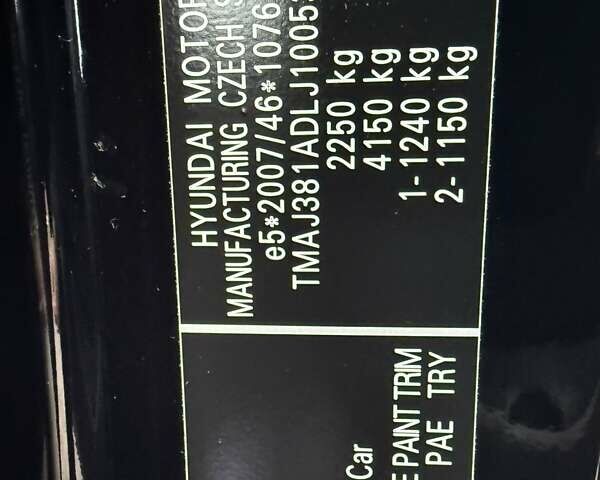 HYUNDAI MOTOR
MANUFACTURING CZECH S
e5*2007/46*1076
TMAJ381ADLJ1005
2250 kg
4150 kg
1-1240 kg
2-1150 kg
Car
E PAINT TRIM
PAE TRY